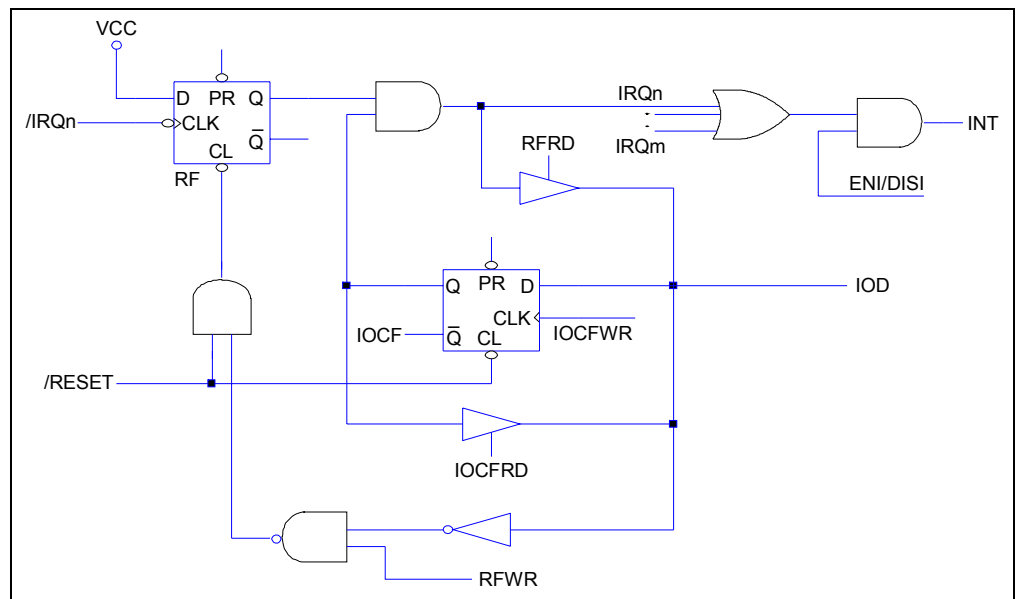 VCC
D PR Q
/IRQn
CLK
Q
CL
RF
IRQn
IRQm
INT
RFRD
ENI/DISI
Q PR D
IOD
CLK
IOCF
Q CL
IOCFWR
/RESET
IOCFRD
RFWR